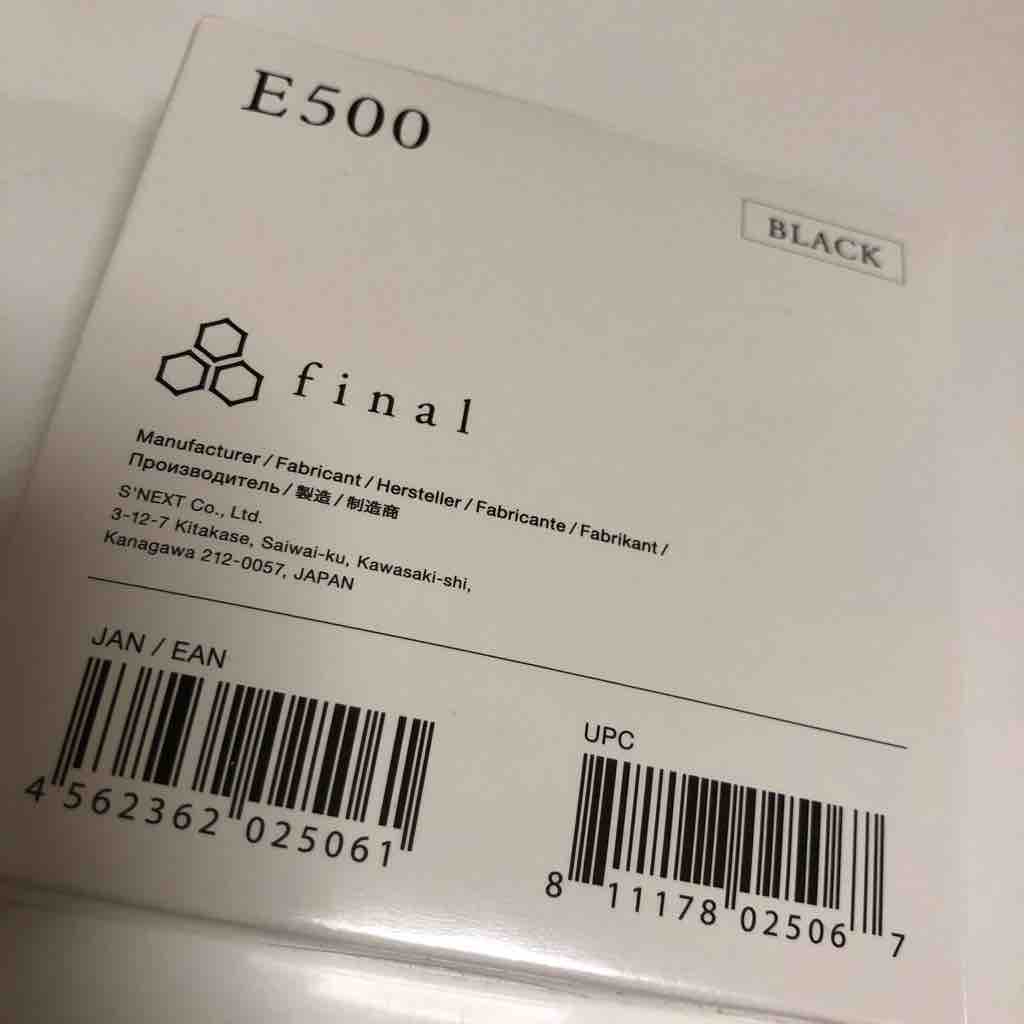 E500
BLACK
final
Manufacturer / Fabricant / Hersteller / Fabricante / Fabrikant /
Производитель / 製造 / 制造商
S'NEXT Co., Ltd.
3-12-7 Kitakase, Saiwai-ku, Kawasaki-shi,
Kanagawa 212-0057, JAPAN
JAN / EAN
4 562362 025061
UPC
8 11178 02506 7